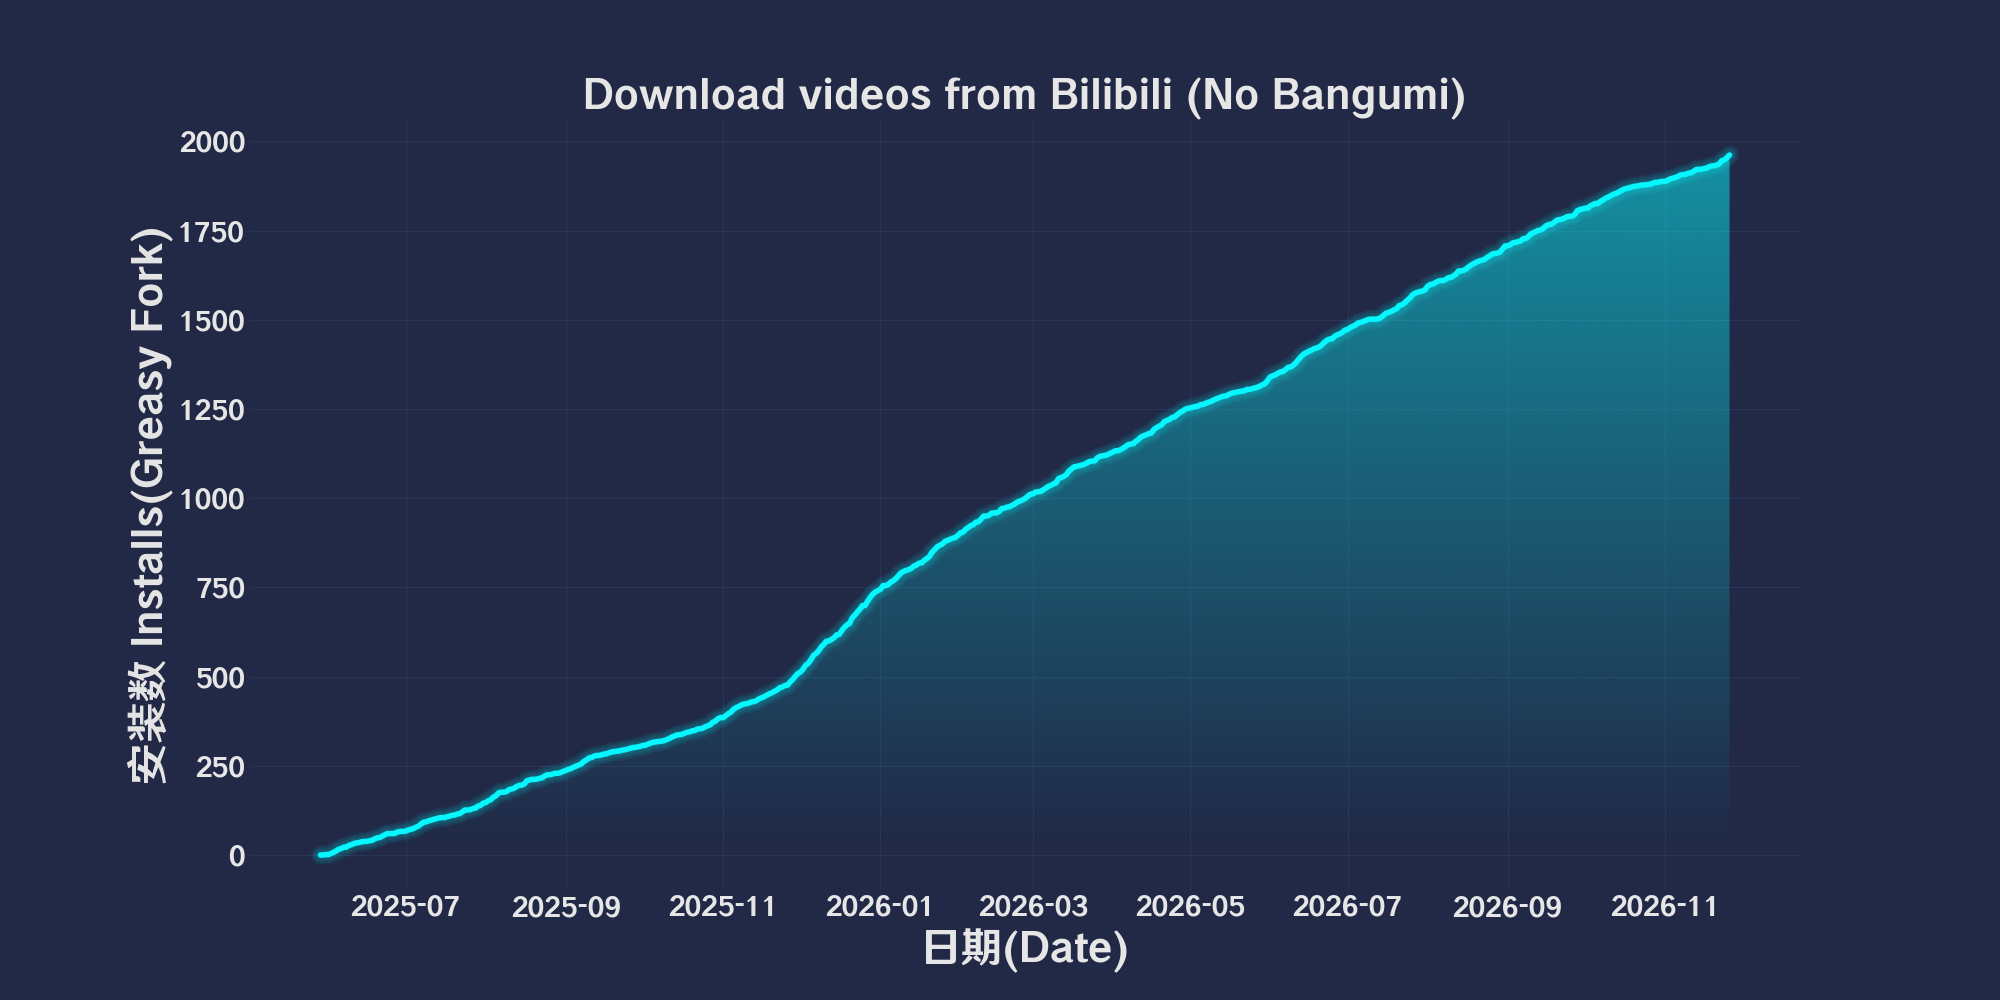 Download videos from Bilibili (No Bangumi)
安装数 Installs(Greasy Fork)
2000
1750
1500
1250
1000
750
500
250
0
2025-07 2025-09 2025-11 2026-01 2026-03 2026-05 2026-07 2026-09 2026-11
日期(Date)